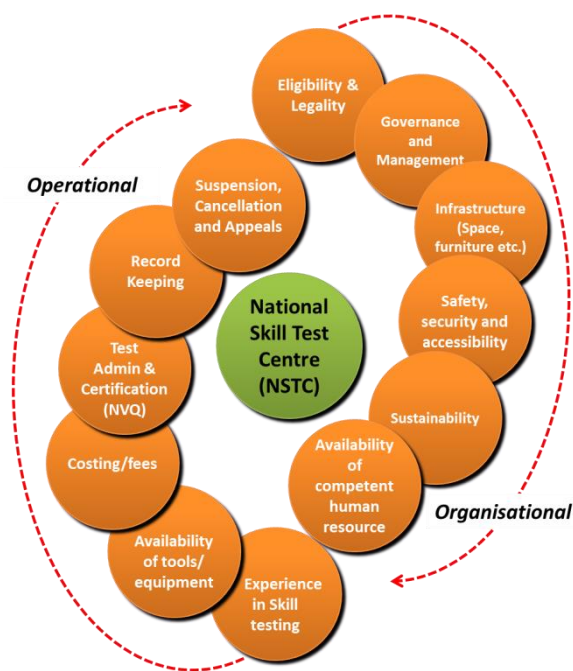 Eligibility &
Legality
Governance
and
Management
Infrastructure
(Space,
furniture etc.)
Safety,
security and
accessibility
Sustainability
Availability
of
competent
human
resource
Organisational
Experience
in Skill
testing
Availability
of tools/
equipment
Costing/fees
Test
Admin &
Certification
(NVQ)
Record
Keeping
Suspension,
Cancellation
and Appeals
Operational
National
Skill Test
Centre
(NSTC)